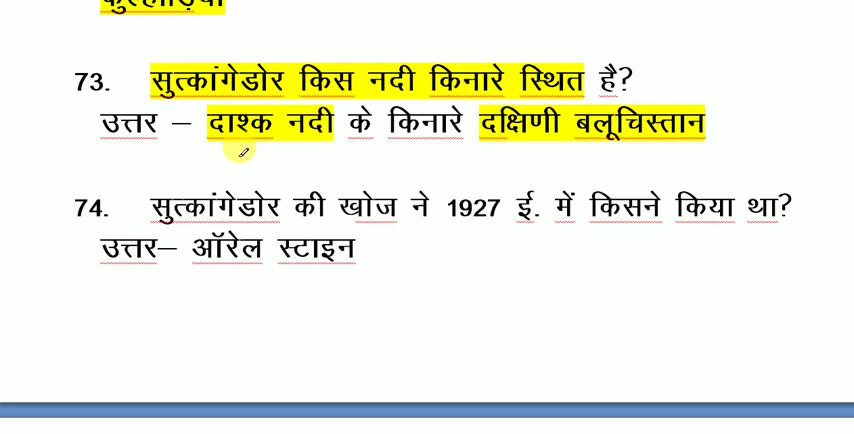 कुल्हाड़ियाँ
73. सुत्कांगेडोर किस नदी किनारे स्थित है?
उत्तर – दाश्क नदी के किनारे दक्षिणी बलूचिस्तान
74. सुत्कांगेडोर की खोज ने 1927 ई. में किसने किया था?
उत्तर– ऑरेल स्टाइन